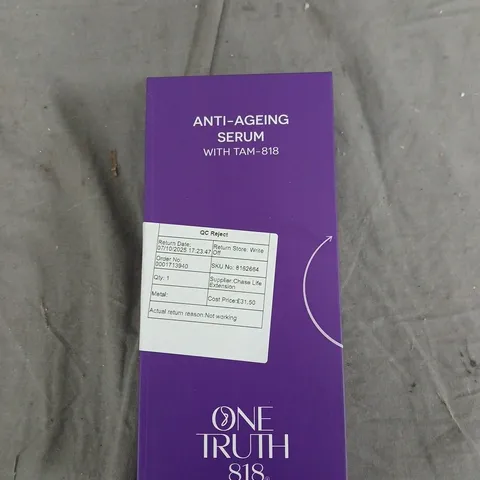 ANTI-AGEING
SERUM
WITH TAM-818
QC Reject
Return Date:
07/10/2025 17:23:47
Return Store: Write
Off
Order No:
0001713940
SKU No: 8192664
Qty: 1
Supplier:Chase Life
Extension
Metal:
Cost Price:£31.50
Actual return reason Not working
ONE
TRUTH
818